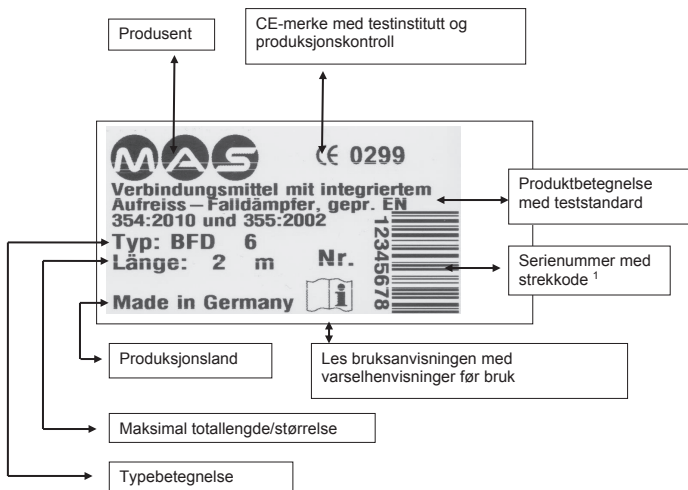 Produsent
CE-merke med testinstitutt og
produksjonskontroll
MAS
CE 0299
Verbindungsmittel mit integriertem
Aufreiss – Falldämpfer, gepr. EN
354:2010 und 355:2002
Typ: BFD 6
Länge: 2 m
Nr.
12345678
Made in Germany
i
Produktbetegnelse
med teststandard
Serienummer med
strekkode 1
Produksjonsland
Les bruksanvisningen med
varselhenvisninger før bruk
Maksimal totallengde/størrelse
Typebetegnelse